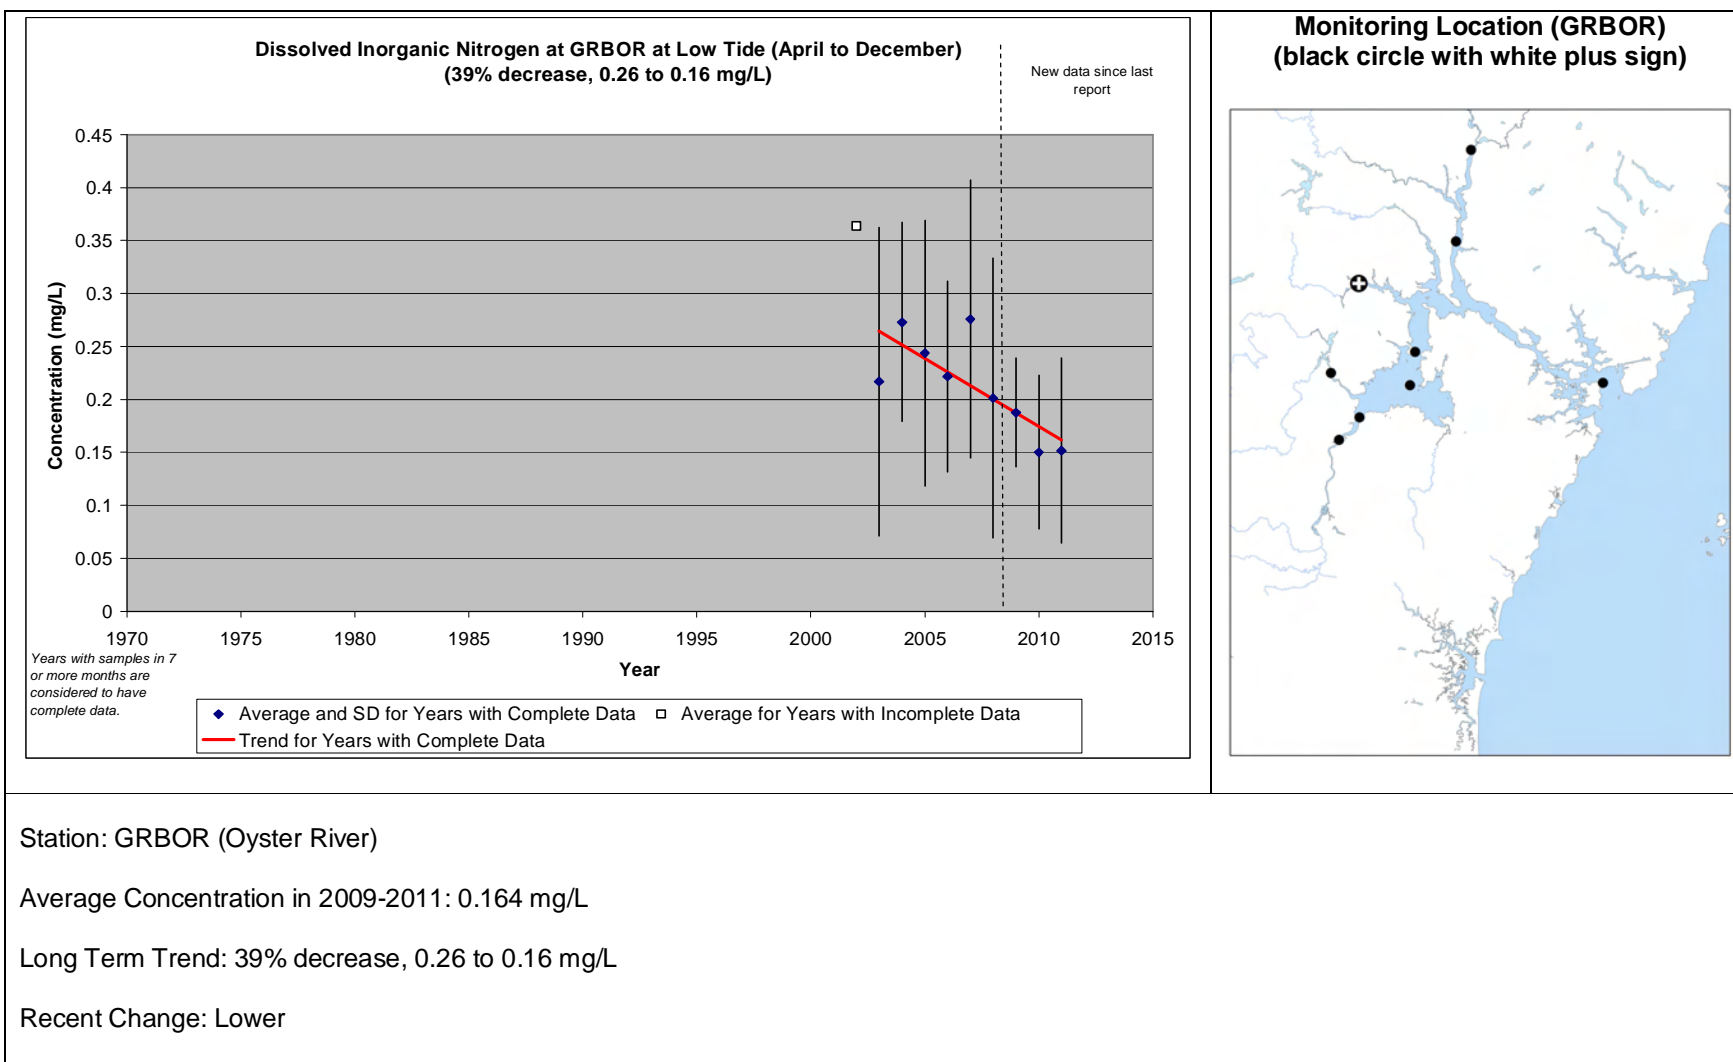 Dissolved Inorganic Nitrogen at GRBOR at Low Tide (April to December)
(39% decrease, 0.26 to 0.16 mg/L)
New data since last
report
Concentration (mg/L)
0.45
0.4
0.35
0.3
0.25
0.2
0.15
0.1
0.05
0
1970 1975 1980 1985 1990 1995 2000 2005 2010 2015
Year
Years with samples in 7
or more months are
considered to have
complete data.
Average and SD for Years with Complete Data Average for Years with Incomplete Data
Trend for Years with Complete Data
Monitoring Location (GRBOR)
(black circle with white plus sign)
Station: GRBOR (Oyster River)
Average Concentration in 2009-2011: 0.164 mg/L
Long Term Trend: 39% decrease, 0.26 to 0.16 mg/L
Recent Change: Lower